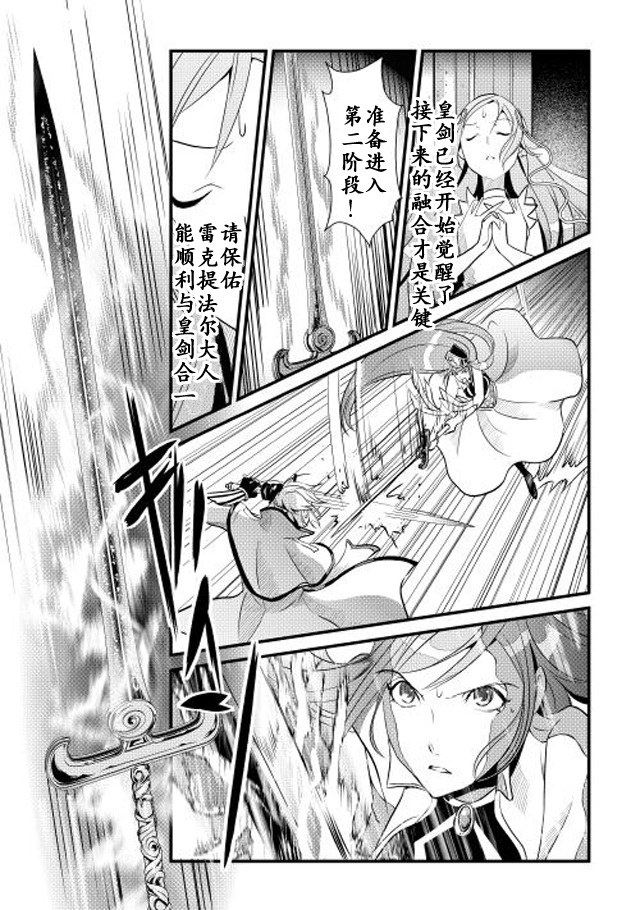 皇剑已经开始觉醒了
接下来的融合才是关键
准备进入
第二阶段！
请保佑
雷克提法尔大人
能顺利与皇剑合一